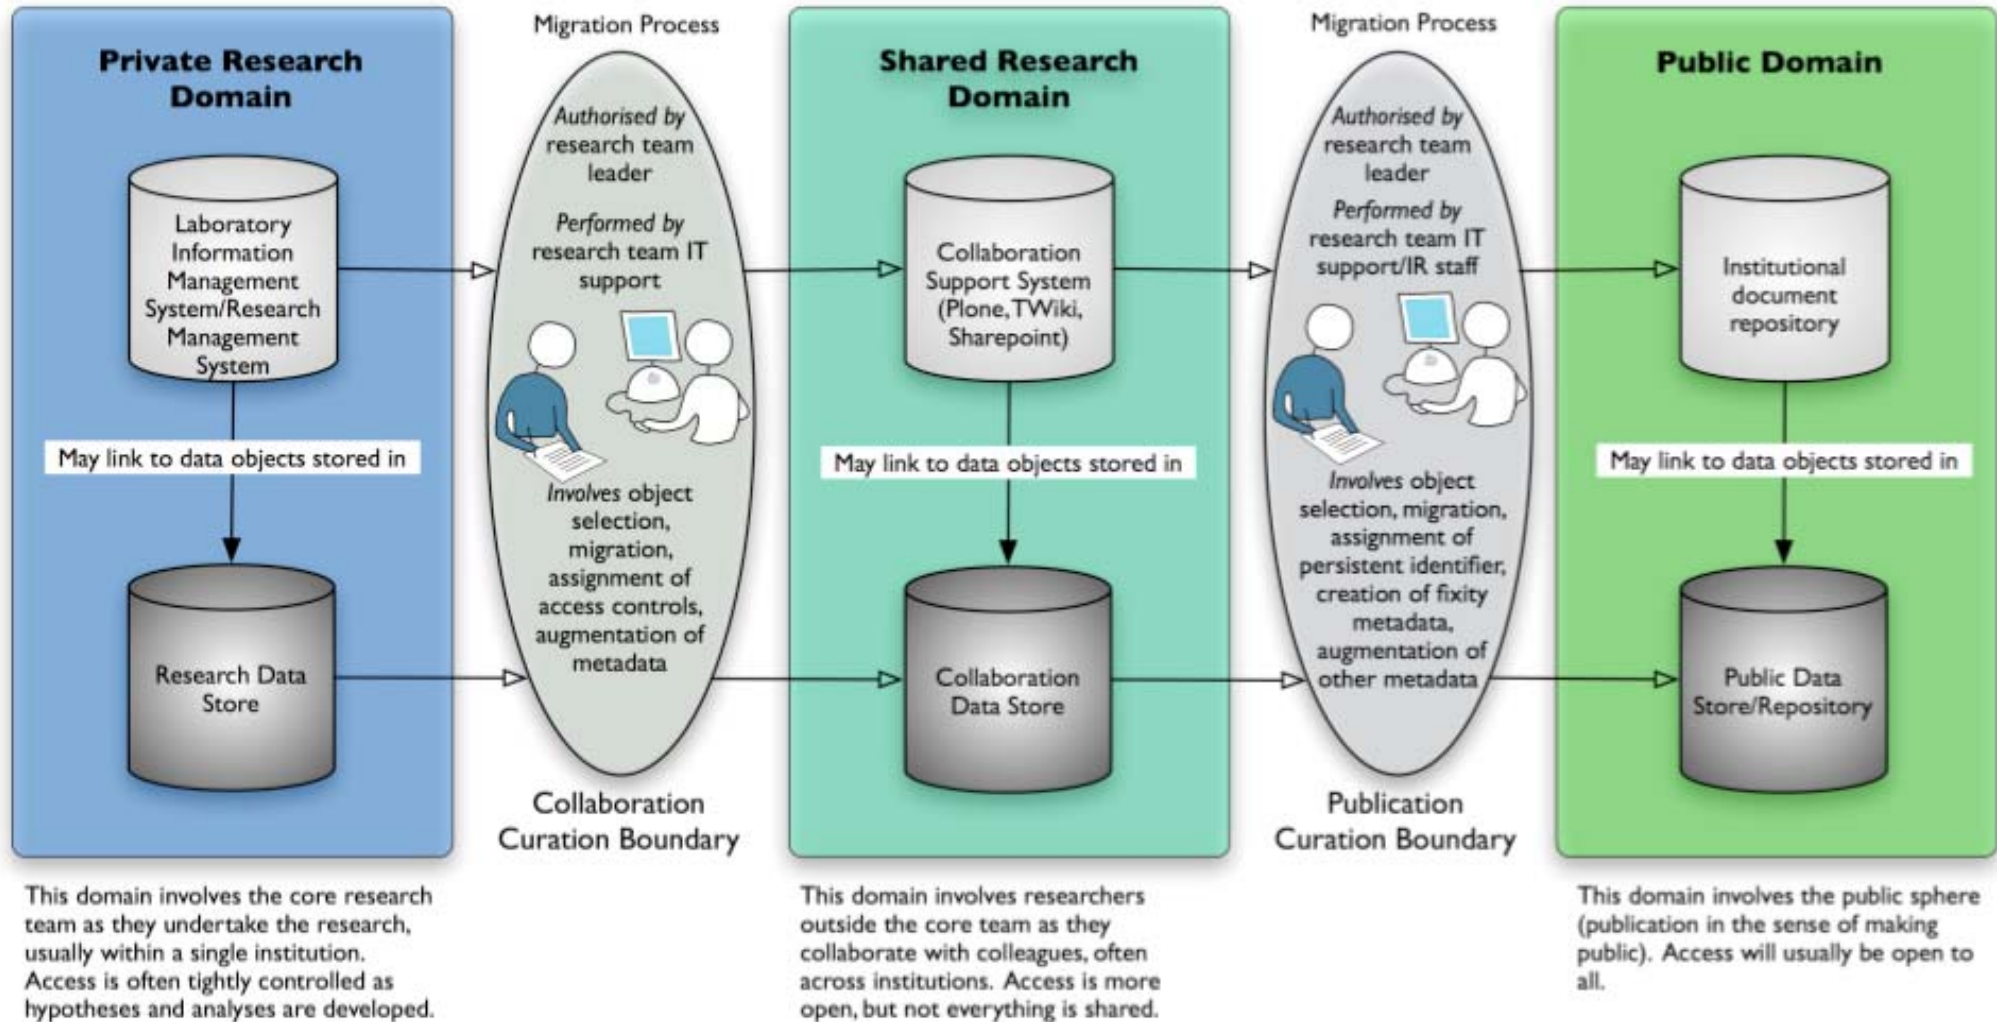 Private Research
Domain
Laboratory
Information
Management
System/Research
Management
System
May link to data objects stored in
Research Data
Store
This domain involves the core research
team as they undertake the research,
usually within a single institution.
Access is often tightly controlled as
hypotheses and analyses are developed.
Migration Process
Authorised by
research team
leader
Performed by
research team IT
support
Involves object
selection,
migration,
assignment of
access controls,
augmentation of
metadata
Collaboration
Curation Boundary
Shared Research
Domain
Collaboration
Support System
(Plone, TWiki,
Sharepoint)
May link to data objects stored in
Collaboration
Data Store
This domain involves researchers
outside the core team as they
collaborate with colleagues, often
across institutions. Access is more
open, but not everything is shared.
Migration Process
Authorised by
research team
leader
Performed by
research team IT
support/IR staff
Involves object
selection, migration,
assignment of
persistent identifier,
creation of fixity
metadata,
augmentation of
other metadata
Publication
Curation Boundary
Public Domain
Institutional
document
repository
May link to data objects stored in
Public Data
Store/Repository
This domain involves the public sphere
(publication in the sense of making
public). Access will usually be open to
all.